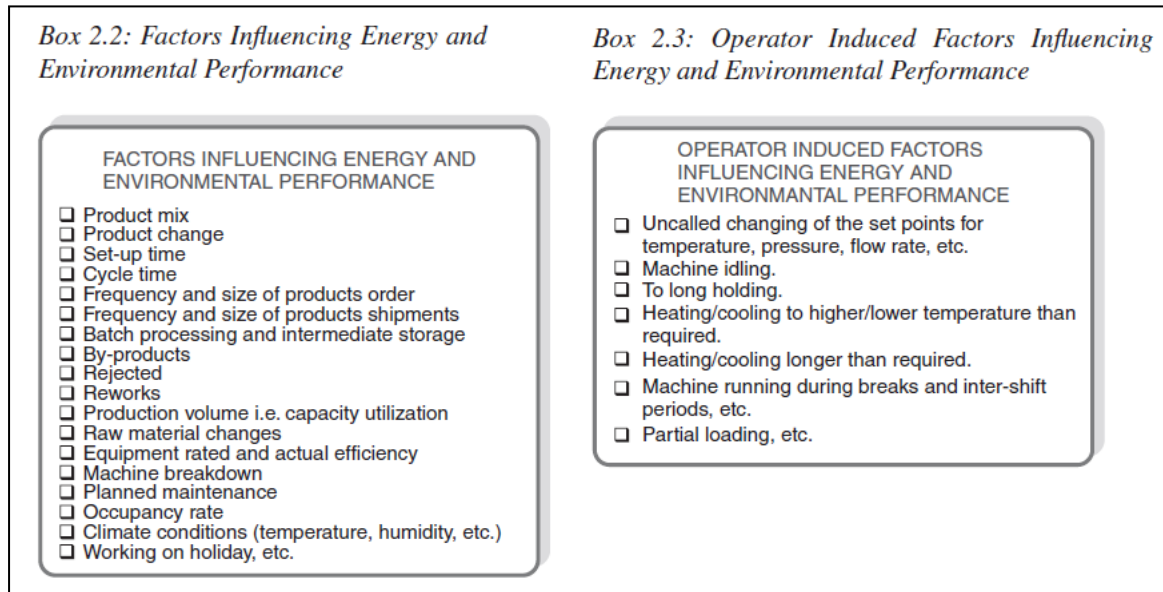 Box 2.2: Factors Influencing Energy and
Environmental Performance
FACTORS INFLUENCING ENERGY AND
ENVIRONMENTAL PERFORMANCE
❑ Product mix
❑ Product change
❑ Set-up time
❑ Cycle time
❑ Frequency and size of products order
❑ Frequency and size of products shipments
❑ Batch processing and intermediate storage
❑ By-products
❑ Rejected
❑ Reworks
❑ Production volume i.e. capacity utilization
❑ Raw material changes
❑ Equipment rated and actual efficiency
❑ Machine breakdown
❑ Planned maintenance
❑ Occupancy rate
❑ Climate conditions (temperature, humidity, etc.)
❑ Working on holiday, etc.
Box 2.3: Operator Induced Factors Influencing
Energy and Environmental Performance
OPERATOR INDUCED FACTORS
INFLUENCING ENERGY AND
ENVIRONMANTAL PERFORMANCE
❑ Uncalled changing of the set points for
temperature, pressure, flow rate, etc.
❑ Machine idling.
❑ To long holding.
❑ Heating/cooling to higher/lower temperature than
required.
❑ Heating/cooling longer than required.
❑ Machine running during breaks and inter-shift
periods, etc.
❑ Partial loading, etc.